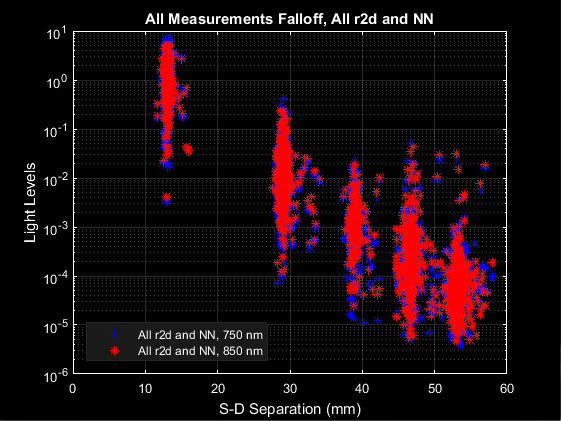 All Measurements Falloff, All r2d and NN
10^1
10^0
10^-1
10^-2
10^-3
10^-4
10^-5
10^-6
Light Levels
All r2d and NN, 750 nm
All r2d and NN, 850 nm
0 10 20 30 40 50 60
S-D Separation (mm)